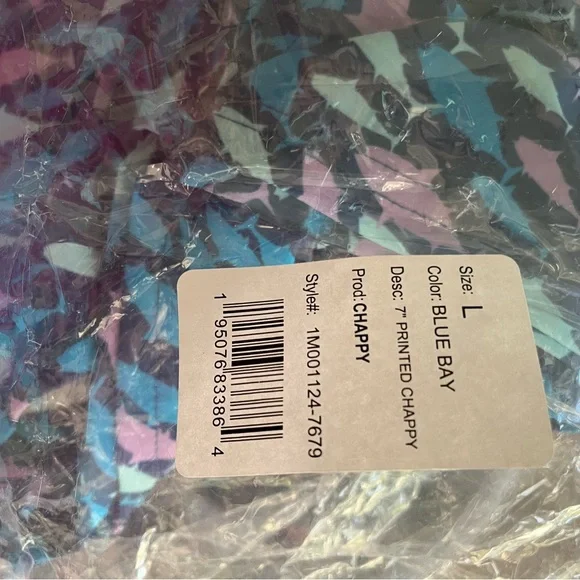 Size: L
Color: BLUE BAY
Desc: 7" PRINTED CHAPPY
Prod: CHAPPY
Style#: 1M001124-7679
1 95076 83386 4